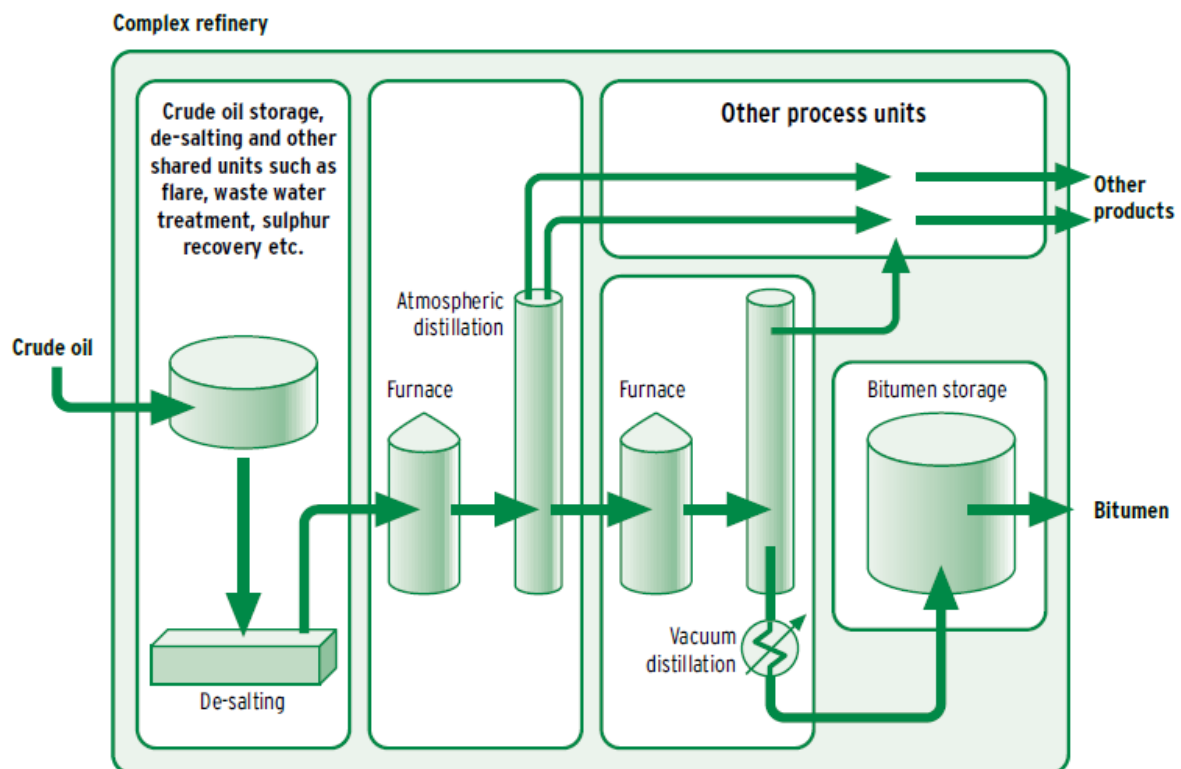 Complex refinery
Crude oil storage,
de-salting and other
shared units such as
flare, waste water
treatment, sulphur
recovery etc.
Other process units
Other
products
Atmospheric
distillation
Crude oil
Furnace
Furnace
Bitumen storage
Bitumen
Vacuum
distillation
De-salting